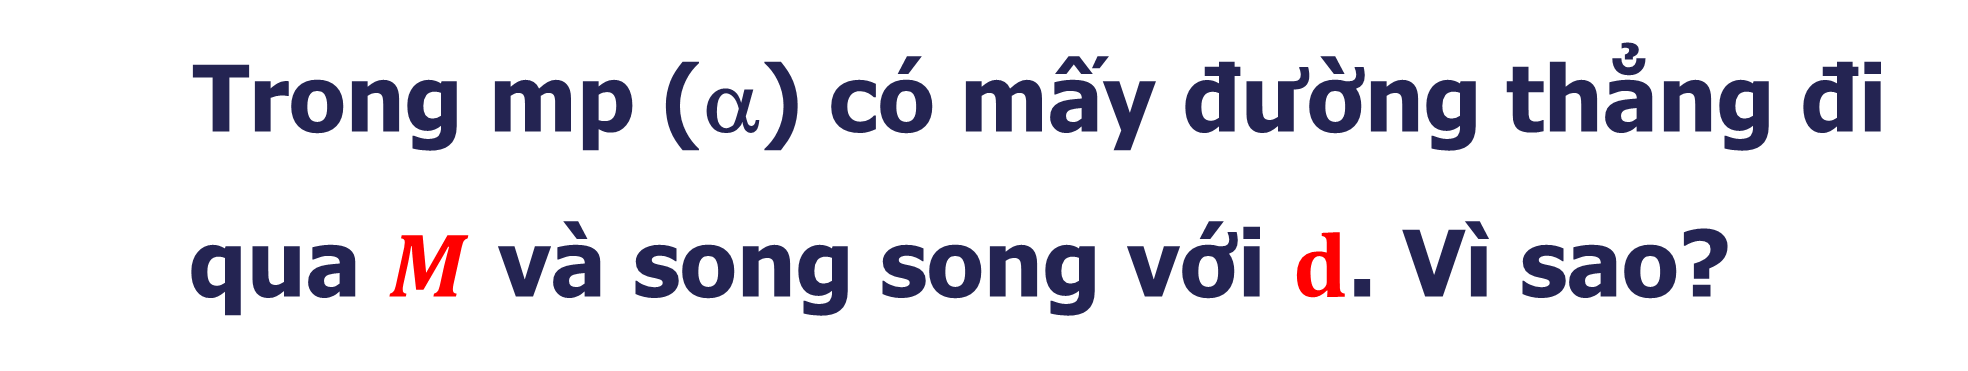 Trong mp (α) có mấy đường thẳng đi
qua M và song song với d. Vì sao?